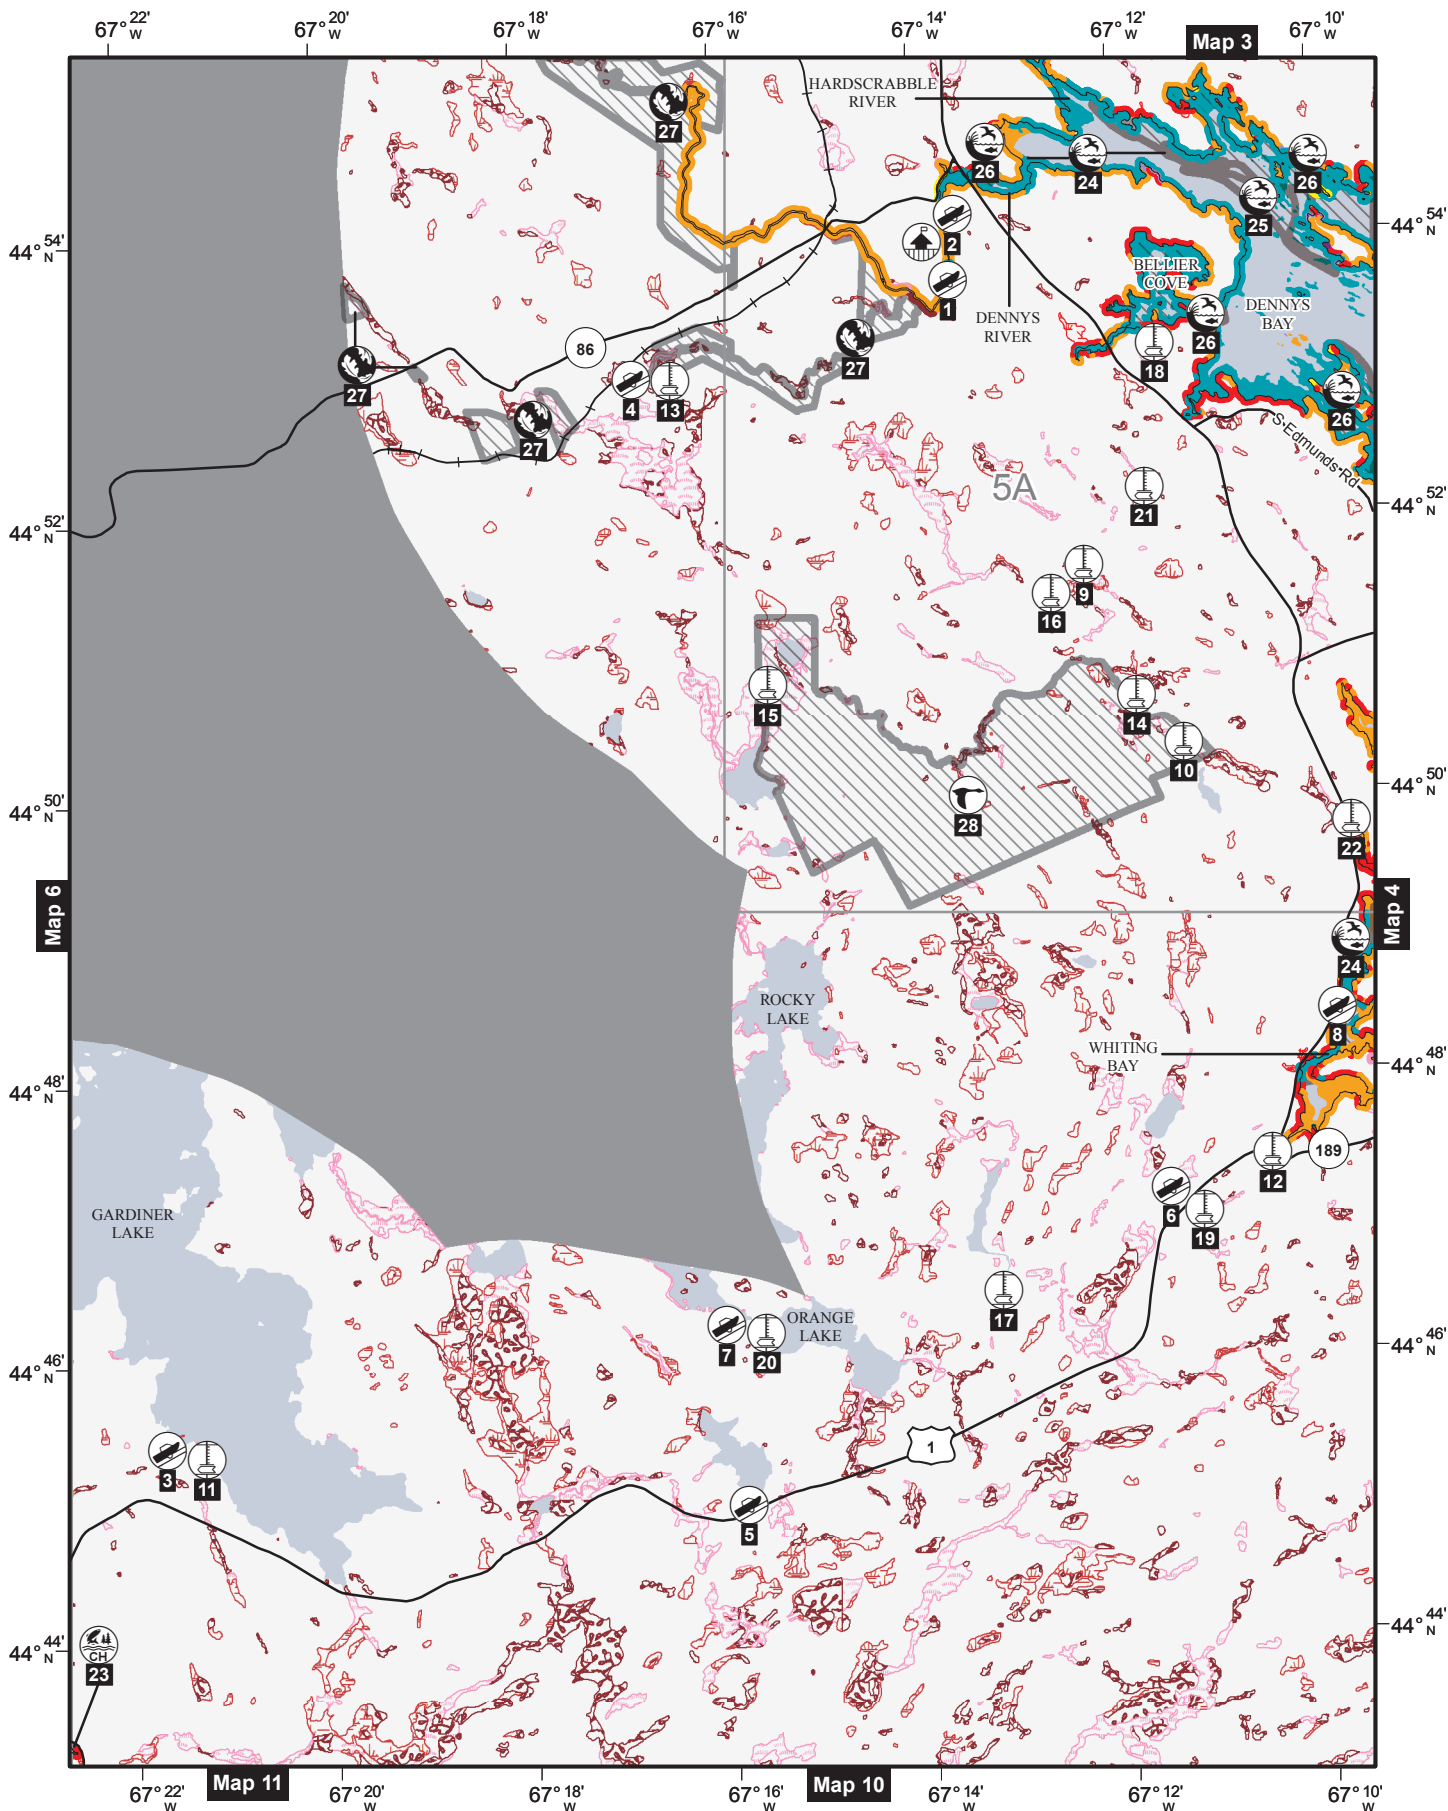 67° 22' W
67° 20' W
67° 18' W
67° 16' W
67° 14' W
67° 12' W
67° 10' W
Map 3
HARDSCRABBLE
RIVER
27
26
24
26
25
2
44° 54' N
44° 54' N
BELLIER
COVE
1
DENNYS
RIVER
DENNYS
BAY
26
86
27
18
27
4
13
26
27
S Edmunds Rd
5A
21
44° 52' N
44° 52' N
9
16
15
14
10
28
44° 50' N
44° 50' N
22
Map 6
Map 4
24
ROCKY
LAKE
8
WHITING
BAY
44° 48' N
44° 48' N
189
12
6
19
GARDINER
LAKE
17
ORANGE
LAKE
7
20
44° 46' N
44° 46' N
1
3
11
5
44° 44' N
44° 44' N
CH
23
67° 22' W
Map 11
67° 20' W
67° 18' W
67° 16' W
Map 10
67° 14' W
67° 12' W
67° 10' W